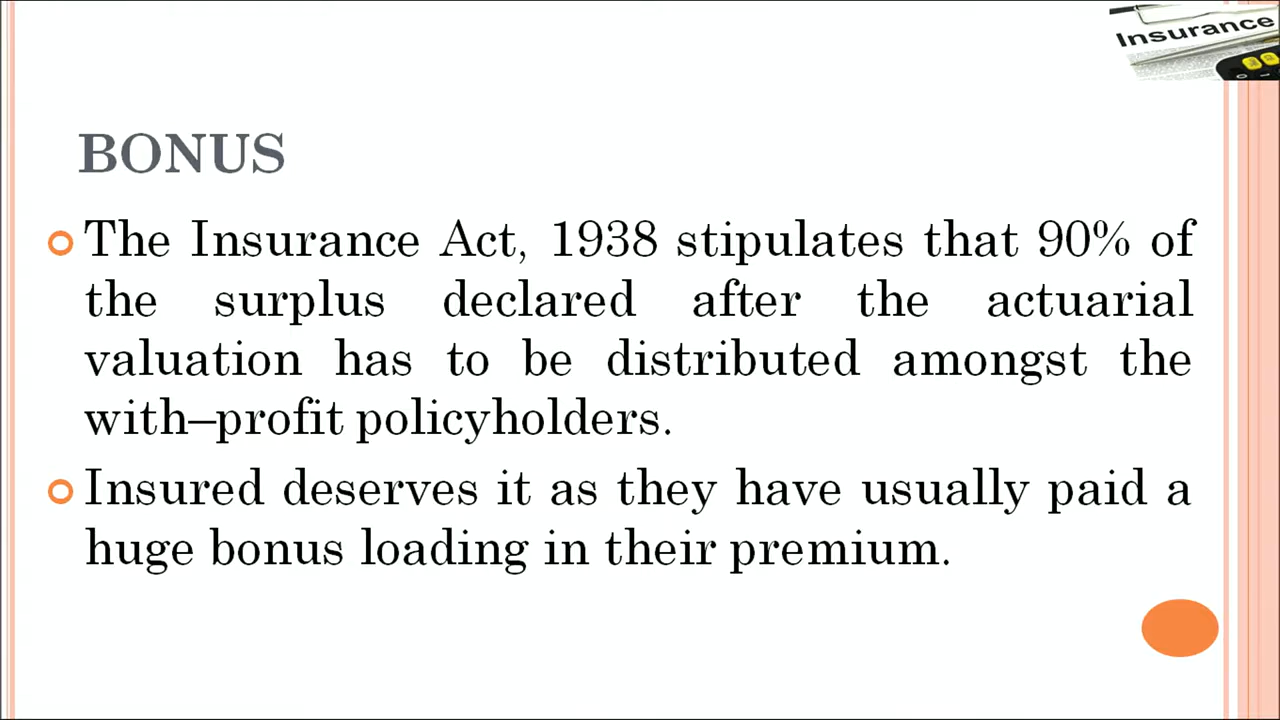 Insurance
BONUS
The Insurance Act, 1938 stipulates that 90% of
the surplus declared after the actuarial
valuation has to be distributed amongst the
with–profit policyholders.
Insured deserves it as they have usually paid a
huge bonus loading in their premium.